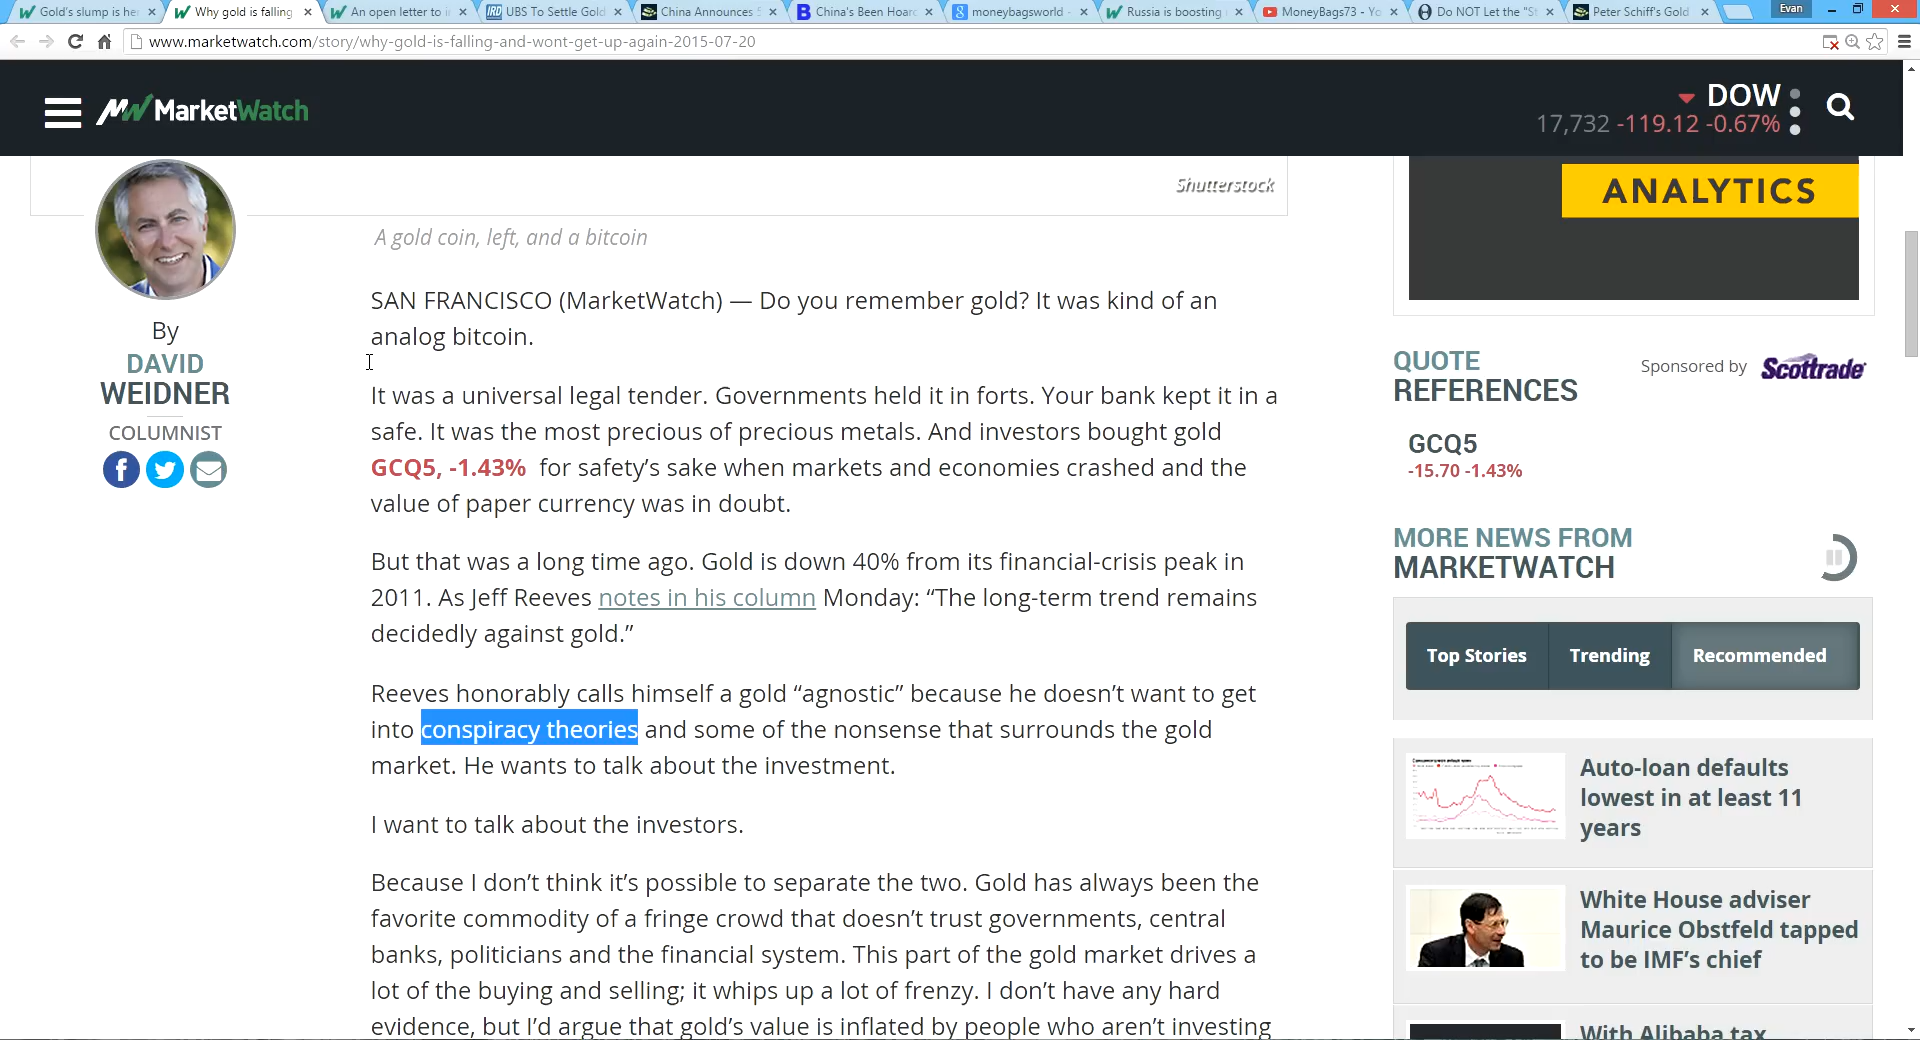 Gold's slump is her
Why gold is falling
An open letter to i
UBS To Settle Gold
China Announces 5
China's Been Hoar
moneybagsworld -
Russia is boosting
MoneyBags73 - Yo
Do NOT Let the "S
Peter Schiff's Gold
Evan
www.marketwatch.com/story/why-gold-is-falling-and-wont-get-up-again-2015-07-20
MarketWatch
DOW
17,732 -119.12 -0.67%
Shutterstock
ANALYTICS
A gold coin, left, and a bitcoin
By
DAVID
WEIDNER
COLUMNIST
SAN FRANCISCO (MarketWatch) — Do you remember gold? It was kind of an
analog bitcoin.
It was a universal legal tender. Governments held it in forts. Your bank kept it in a
safe. It was the most precious of precious metals. And investors bought gold
GCQ5, -1.43% for safety’s sake when markets and economies crashed and the
value of paper currency was in doubt.
But that was a long time ago. Gold is down 40% from its financial-crisis peak in
2011. As Jeff Reeves notes in his column Monday: “The long-term trend remains
decidedly against gold.”
Reeves honorably calls himself a gold “agnostic” because he doesn’t want to get
into conspiracy theories and some of the nonsense that surrounds the gold
market. He wants to talk about the investment.
I want to talk about the investors.
Because I don’t think it’s possible to separate the two. Gold has always been the
favorite commodity of a fringe crowd that doesn’t trust governments, central
banks, politicians and the financial system. This part of the gold market drives a
lot of the buying and selling; it whips up a lot of frenzy. I don’t have any hard
evidence, but I’d argue that gold’s value is inflated by people who aren’t investing
QUOTE
REFERENCES
Sponsored by Scottrade
GCQ5
-15.70 -1.43%
MORE NEWS FROM
MARKETWATCH
Top Stories
Trending
Recommended
Auto-loan defaults
lowest in at least 11
years
White House adviser
Maurice Obstfeld tapped
to be IMF’s chief
With Alibaba tax